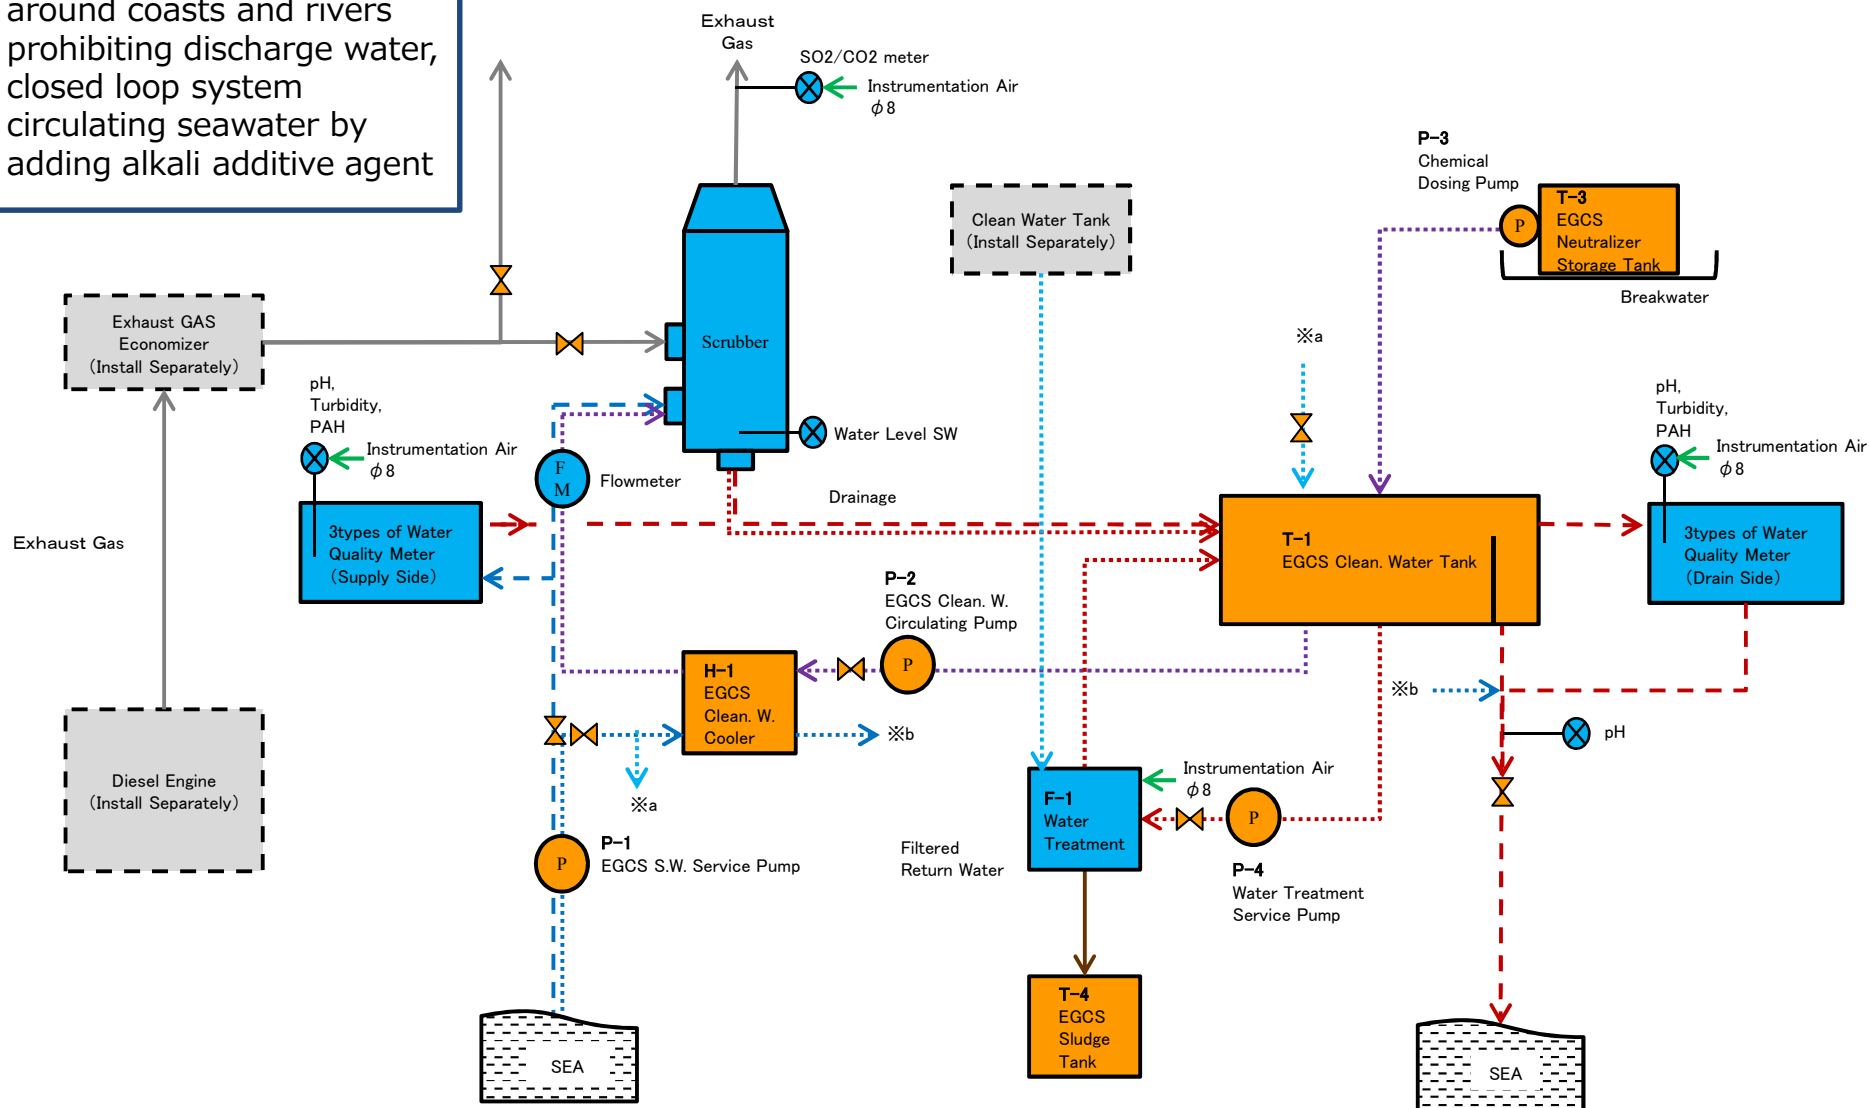 around coasts and rivers
prohibiting discharge water,
closed loop system
circulating seawater by
adding alkali additive agent
Exhaust
Gas
SO2/CO2 meter
Instrumentation Air
φ8
P-3
Chemical
Dosing Pump
P
T-3
EGCS
Neutralizer
Storage Tank
Breakwater
Clean Water Tank
(Install Separately)
Exhaust GAS
Economizer
(Install Separately)
Scrubber
※a
pH,
Turbidity,
PAH
Instrumentation Air
φ8
Water Level SW
pH,
Turbidity,
PAH
Instrumentation Air
φ8
F
M
Flowmeter
Drainage
Exhaust Gas
3types of Water
Quality Meter
(Supply Side)
T-1
EGCS Clean. Water Tank
3types of Water
Quality Meter
(Drain Side)
P-2
EGCS Clean. W.
Circulating Pump
P
H-1
EGCS
Clean. W.
Cooler
※b
※b
pH
※a
Diesel Engine
(Install Separately)
Instrumentation Air
φ8
F-1
Water
Treatment
P
P-1
EGCS S.W. Service Pump
P
Filtered
Return Water
P-4
Water Treatment
Service Pump
T-4
EGCS
Sludge
Tank
SEA
SEA